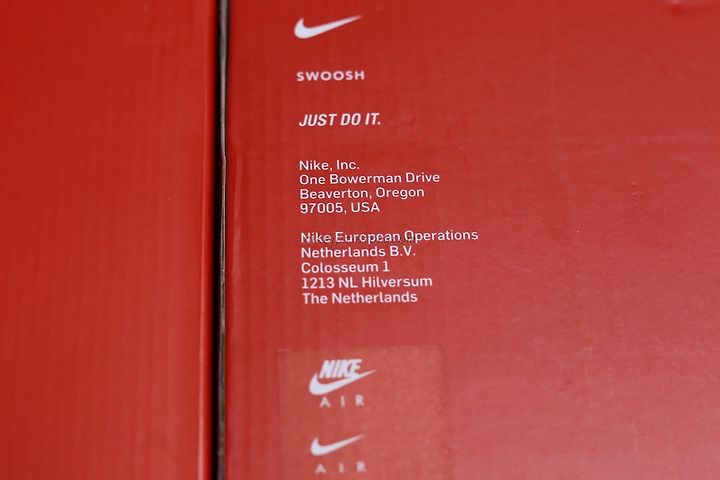 SWOOSH
JUST DO IT.
Nike, Inc.
One Bowerman Drive
Beaverton, Oregon
97005, USA
Nike European Operations
Netherlands B.V.
Colosseum 1
1213 NL Hilversum
The Netherlands
NIKE
AIR
AIR